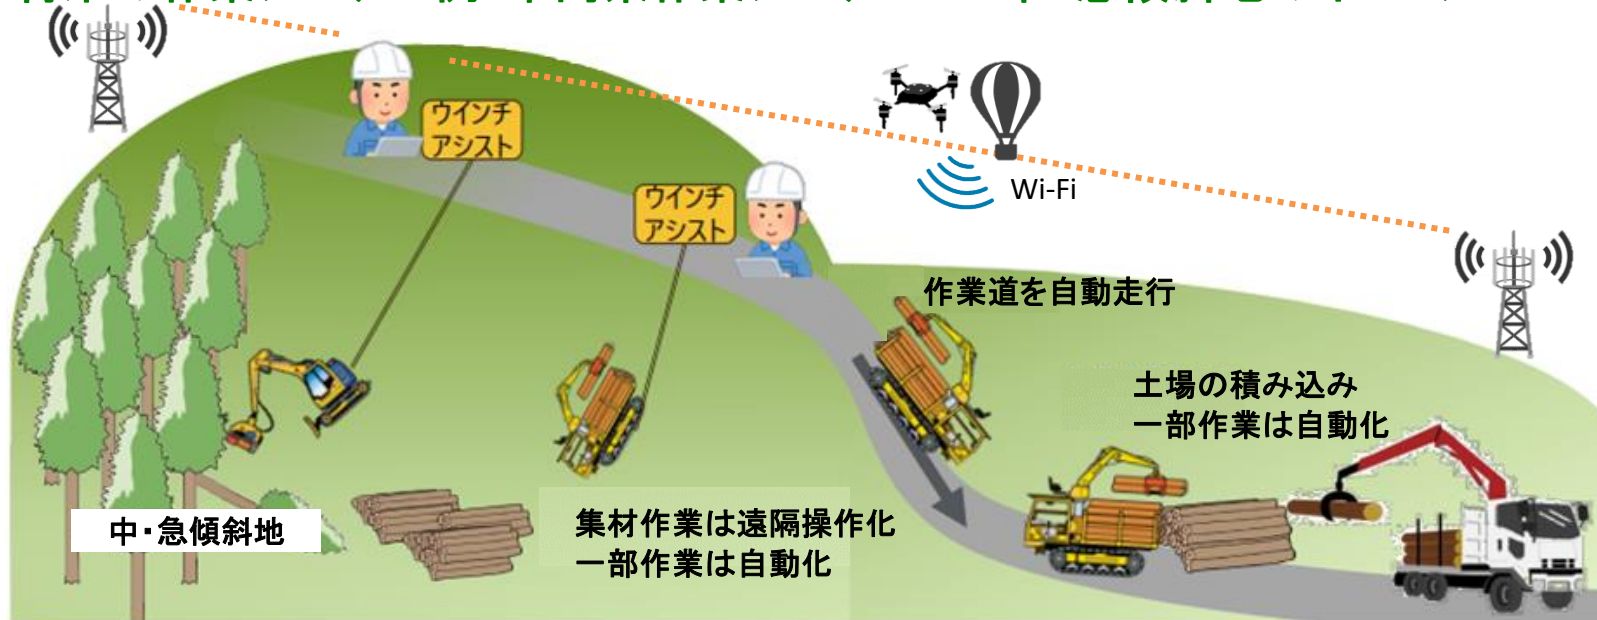 ウインチ
アシスト
ウインチ
アシスト
Wi-Fi
作業道を自動走行
土場の積み込み
一部作業は自動化
中・急傾斜地
集材作業は遠隔操作化
一部作業は自動化